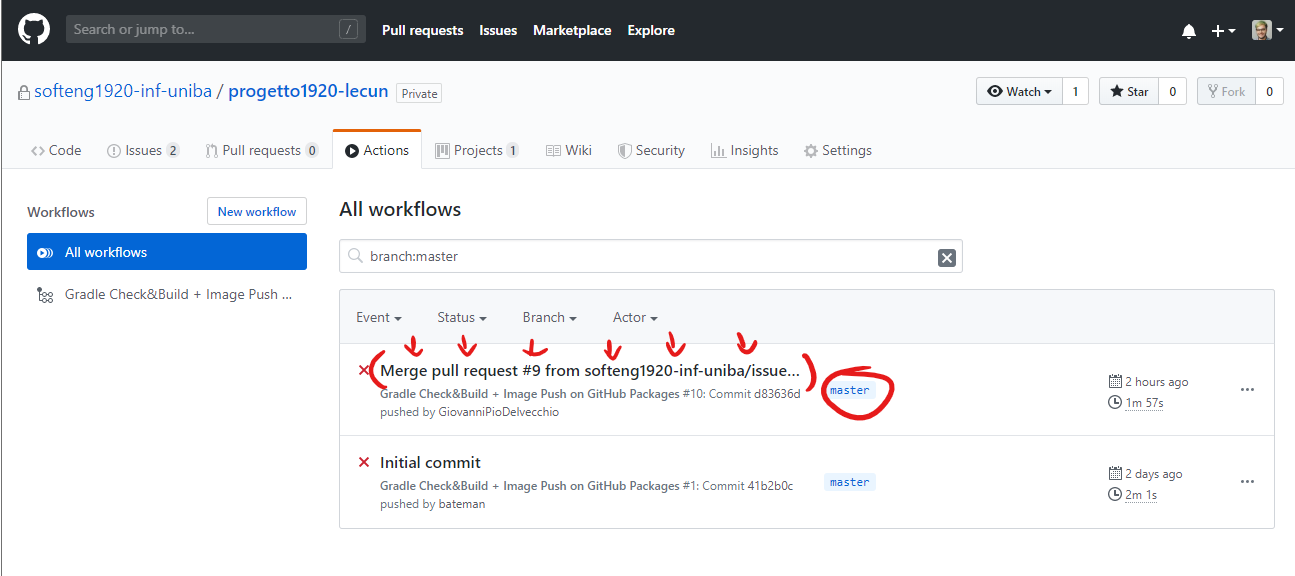 Search or jump to... /
Pull requests Issues Marketplace Explore
softeng1920-inf-uniba / progetto1920-lecun Private
Watch 1 Star 0 Fork 0
Code Issues 2 Pull requests 0 Actions Projects 1 Wiki Security Insights Settings
Workflows New workflow
All workflows
Gradle Check&Build + Image Push ...
All workflows
branch:master
Event Status Branch Actor
Merge pull request #9 from softeng1920-inf-uniba/issue...
Gradle Check&Build + Image Push on GitHub Packages #10: Commit d83636d
pushed by GiovanniPioDelvecchio
master
2 hours ago
1m 57s
Initial commit
Gradle Check&Build + Image Push on GitHub Packages #1: Commit 41b2b0c
pushed by bateman
master
2 days ago
2m 1s